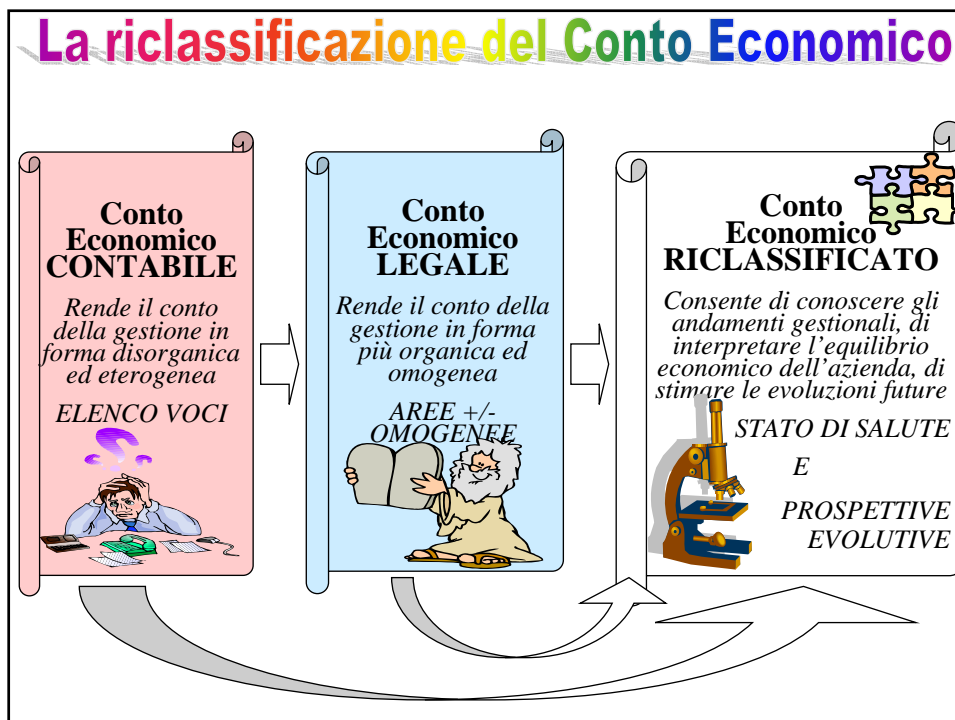 La riclassificazione del Conto Economico
Conto
Economico
CONTABILE
Rende il conto
della gestione in
forma disorganica
ed eterogenea
ELENCO VOCI
Conto
Economico
LEGALE
Rende il conto della
gestione in forma
più organica ed
omogenea
AREE +/-
OMOGENEE
Conto
Economico
RICLASSIFICATO
Consente di conoscere gli
andamenti gestionali, di
interpretare l'equilibrio
economico dell'azienda, di
stimare le evoluzioni future
STATO DI SALUTE
E
PROSPETTIVE
EVOLUTIVE